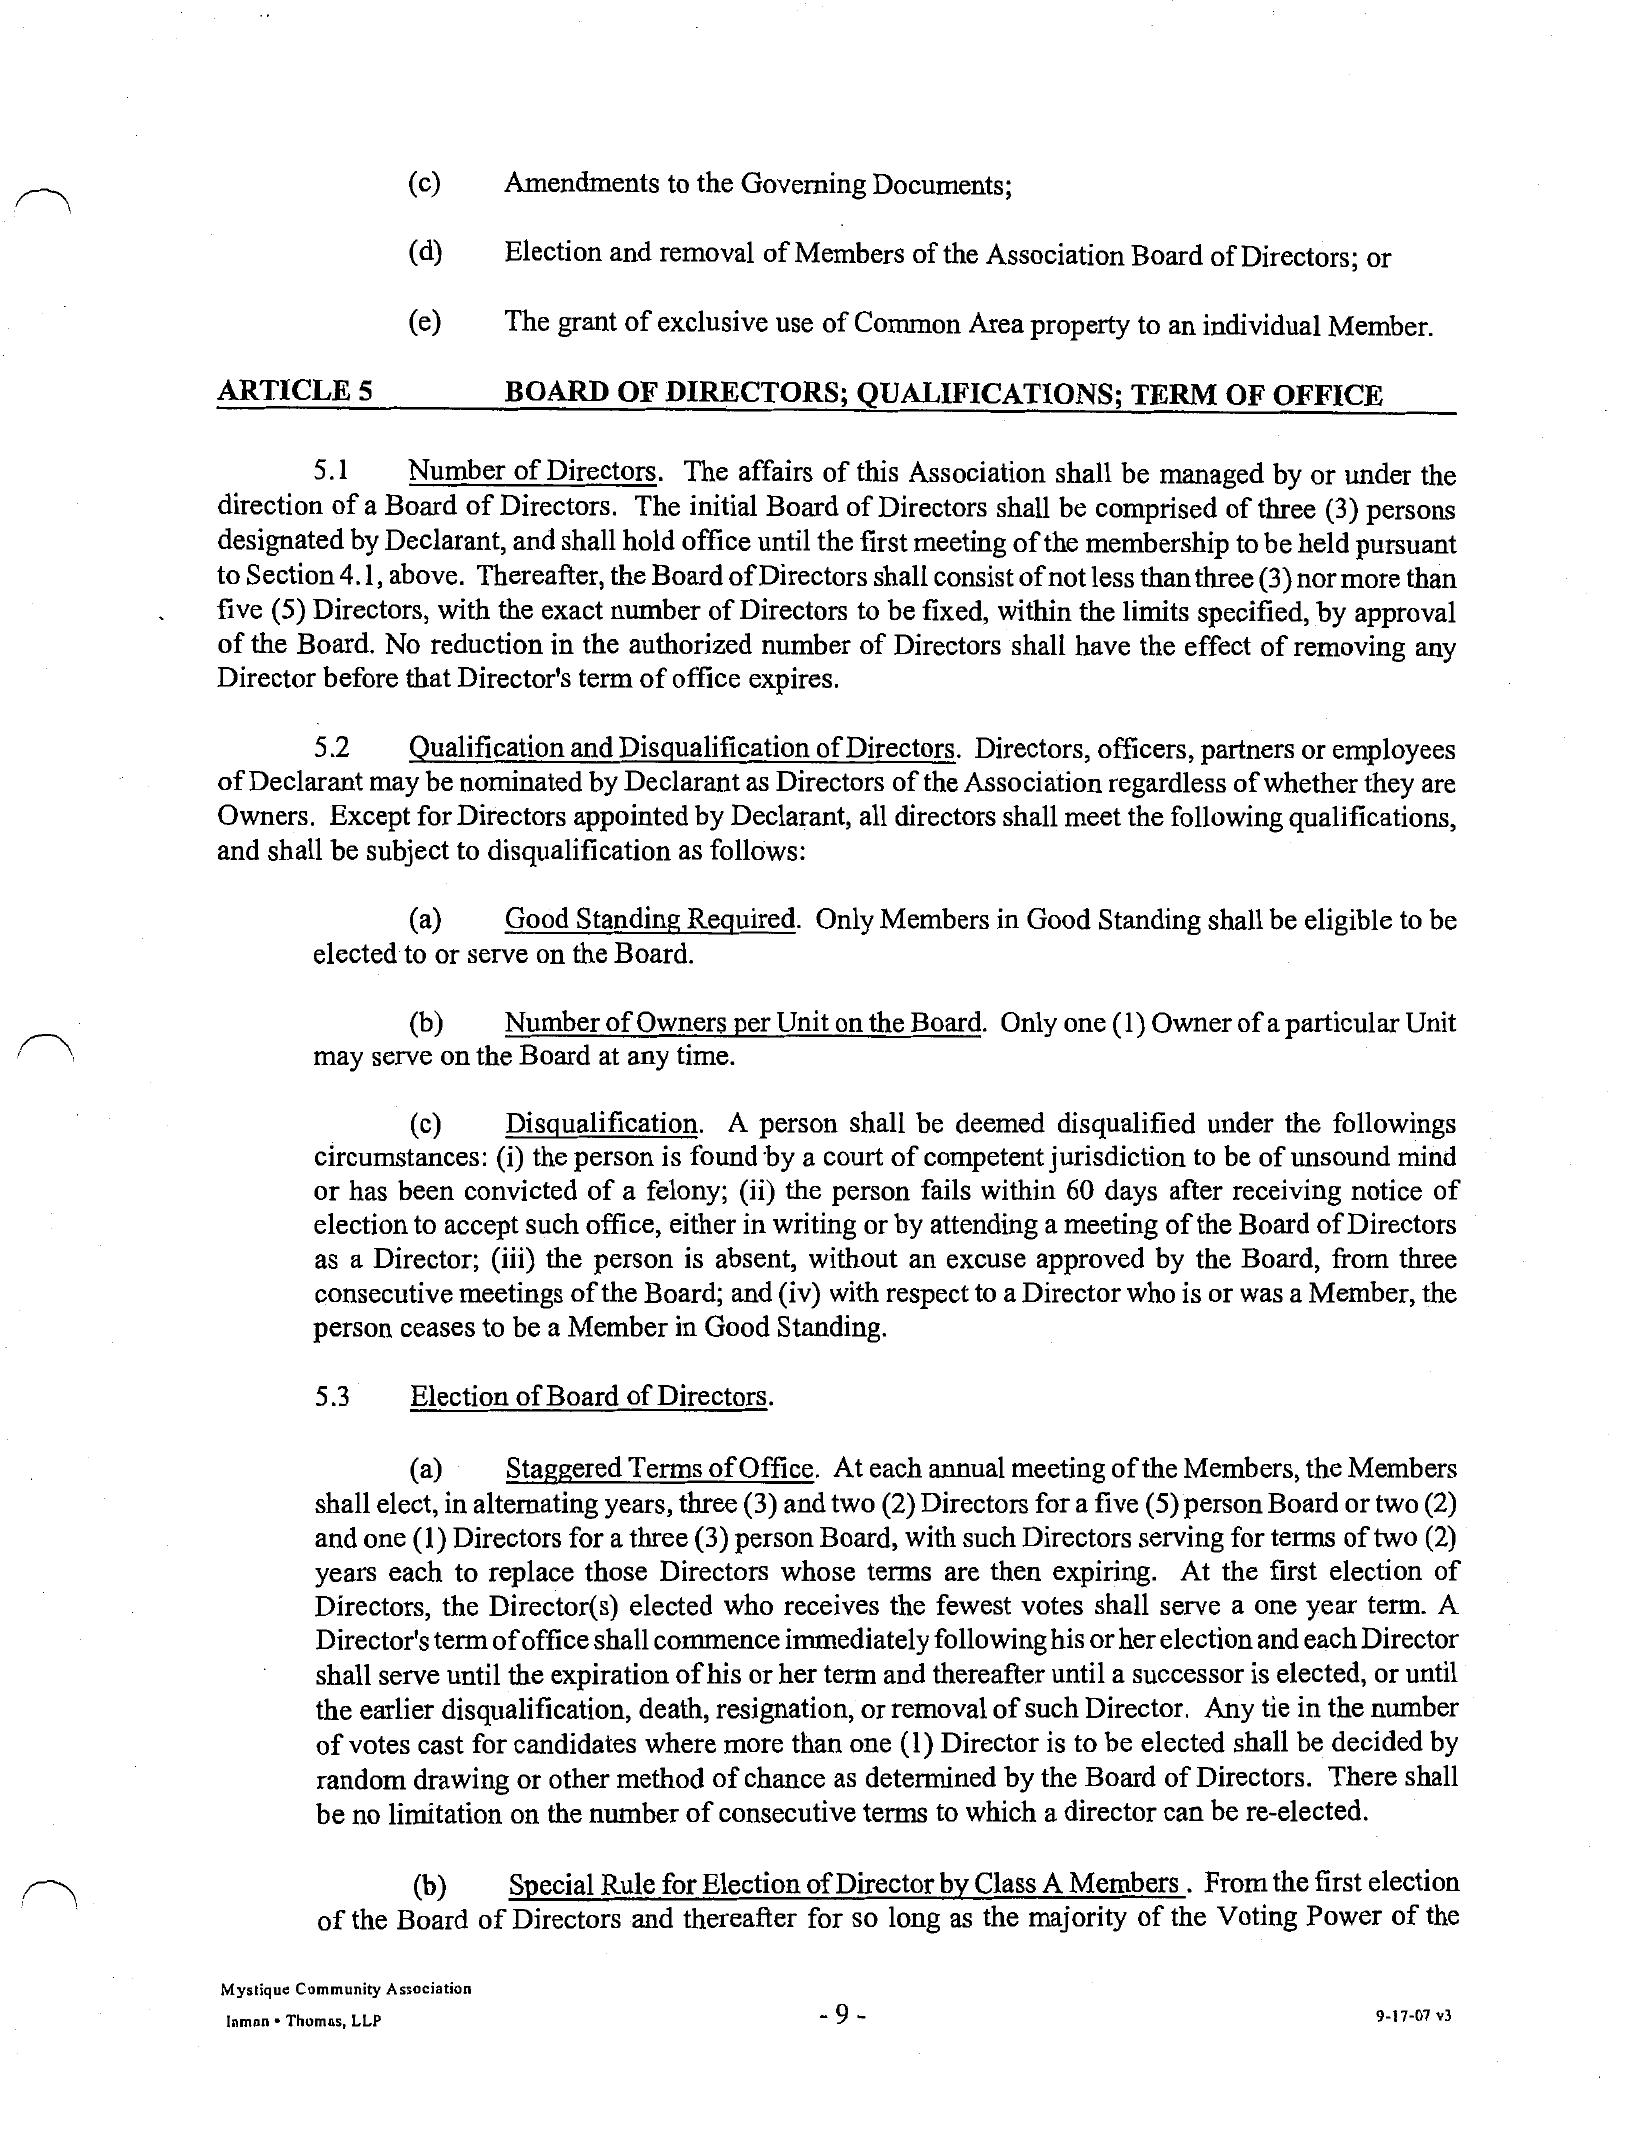 (c) Amendments to the Governing Documents;
(d) Election and removal of Members of the Association Board of Directors; or
(e) The grant of exclusive use of Common Area property to an individual Member.
ARTICLE 5 BOARD OF DIRECTORS; QUALIFICATIONS; TERM OF OFFICE
5.1 Number of Directors. The affairs of this Association shall be managed by or under the
direction of a Board of Directors. The initial Board of Directors shall be comprised of three (3) persons
designated by Declarant, and shall hold office until the first meeting of the membership to be held pursuant
to Section 4.1, above. Thereafter, the Board of Directors shall consist of not less than three (3) nor more than
five (5) Directors, with the exact number of Directors to be fixed, within the limits specified, by approval
of the Board. No reduction in the authorized number of Directors shall have the effect of removing any
Director before that Director's term of office expires.
5.2 Qualification and Disqualification of Directors. Directors, officers, partners or employees
of Declarant may be nominated by Declarant as Directors of the Association regardless of whether they are
Owners. Except for Directors appointed by Declarant, all directors shall meet the following qualifications,
and shall be subject to disqualification as follows:
(a) Good Standing Required. Only Members in Good Standing shall be eligible to be
elected to or serve on the Board.
(b) Number of Owners per Unit on the Board. Only one (1) Owner of a particular Unit
may serve on the Board at any time.
(c) Disqualification. A person shall be deemed disqualified under the followings
circumstances: (i) the person is found by a court of competent jurisdiction to be of unsound mind
or has been convicted of a felony; (ii) the person fails within 60 days after receiving notice of
election to accept such office, either in writing or by attending a meeting of the Board of Directors
as a Director; (iii) the person is absent, without an excuse approved by the Board, from three
consecutive meetings of the Board; and (iv) with respect to a Director who is or was a Member, the
person ceases to be a Member in Good Standing.
5.3 Election of Board of Directors.
(a) Staggered Terms of Office. At each annual meeting of the Members, the Members
shall elect, in alternating years, three (3) and two (2) Directors for a five (5) person Board or two (2)
and one (1) Directors for a three (3) person Board, with such Directors serving for terms of two (2)
years each to replace those Directors whose terms are then expiring. At the first election of
Directors, the Director(s) elected who receives the fewest votes shall serve a one year term. A
Director's term of office shall commence immediately following his or her election and each Director
shall serve until the expiration of his or her term and thereafter until a successor is elected, or until
the earlier disqualification, death, resignation, or removal of such Director. Any tie in the number
of votes cast for candidates where more than one (1) Director is to be elected shall be decided by
random drawing or other method of chance as determined by the Board of Directors. There shall
be no limitation on the number of consecutive terms to which a director can be re-elected.
(b) Special Rule for Election of Director by Class A Members . From the first election
of the Board of Directors and thereafter for so long as the majority of the Voting Power of the
Mystique Community Association
Inman • Thomas, LLP - 9 - 9-17-07 v3